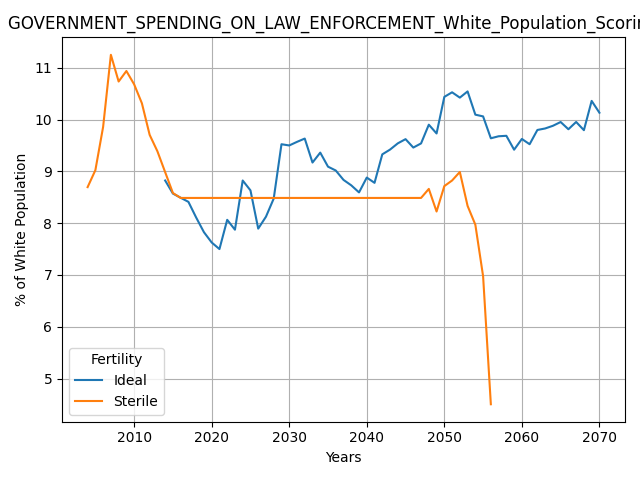 GOVERNMENT_SPENDING_ON_LAW_ENFORCEMENT_White_Population_Scori
11
10
9
8
7
6
5
% of White Population
Fertility
Ideal
Sterile
2010 2020 2030 2040 2050 2060 2070
Years